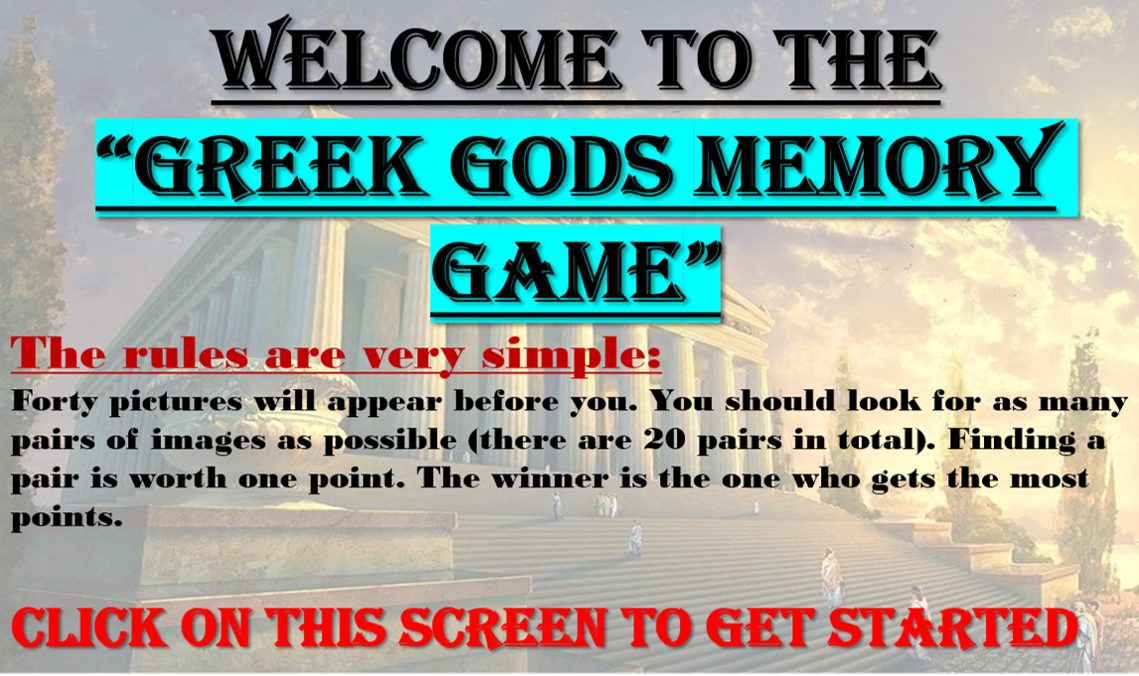 WELCOME TO THE
“GREEK GODS MEMORY
GAME”
The rules are very simple:
Forty pictures will appear before you. You should look for as many
pairs of images as possible (there are 20 pairs in total). Finding a
pair is worth one point. The winner is the one who gets the most
points.
CLICK ON THIS SCREEN TO GET STARTED